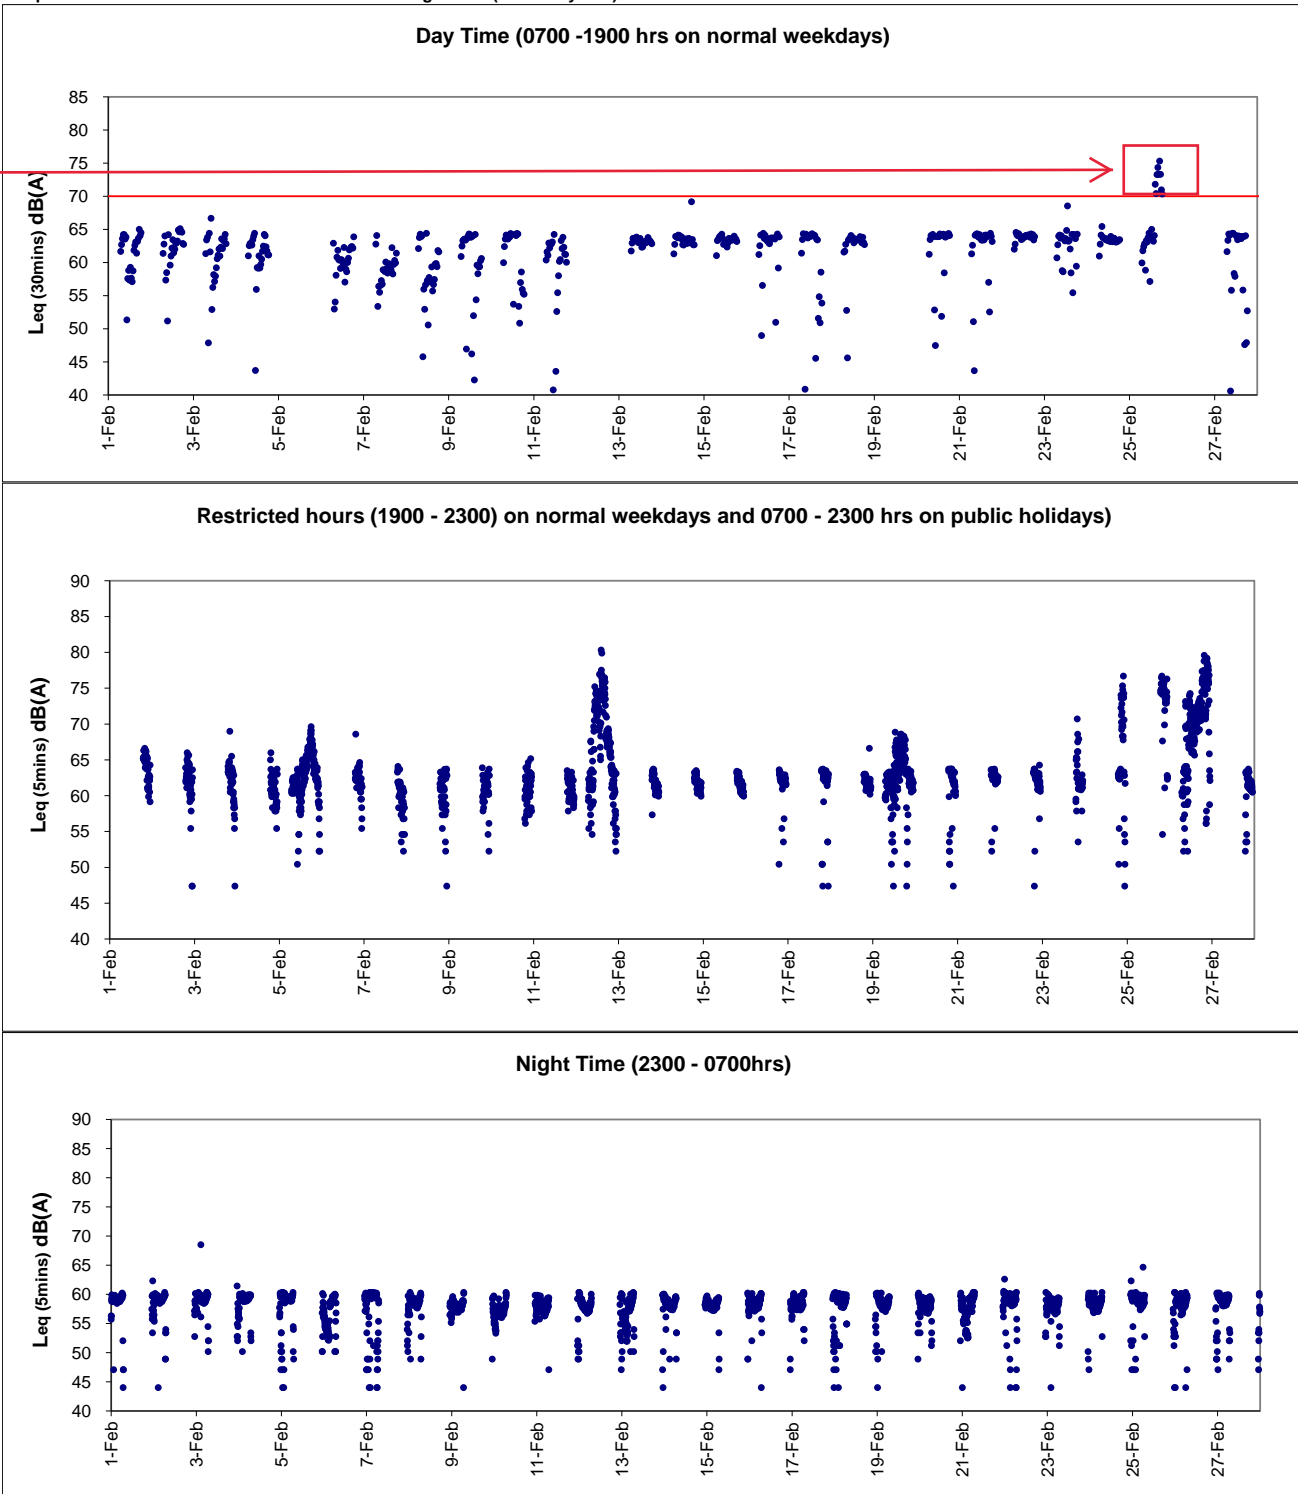 Day Time (0700 -1900 hrs on normal weekdays)
Leq (30mins) dB(A)
85
80
75
70
65
60
55
50
45
40
1-Feb
3-Feb
5-Feb
7-Feb
9-Feb
11-Feb
13-Feb
15-Feb
17-Feb
19-Feb
21-Feb
23-Feb
25-Feb
27-Feb
Restricted hours (1900 - 2300) on normal weekdays and 0700 - 2300 hrs on public holidays)
Leq (5mins) dB(A)
90
85
80
75
70
65
60
55
50
45
40
1-Feb
3-Feb
5-Feb
7-Feb
9-Feb
11-Feb
13-Feb
15-Feb
17-Feb
19-Feb
21-Feb
23-Feb
25-Feb
27-Feb
Night Time (2300 - 0700hrs)
Leq (5mins) dB(A)
90
85
80
75
70
65
60
55
50
45
40
1-Feb
3-Feb
5-Feb
7-Feb
9-Feb
11-Feb
13-Feb
15-Feb
17-Feb
19-Feb
21-Feb
23-Feb
25-Feb
27-Feb